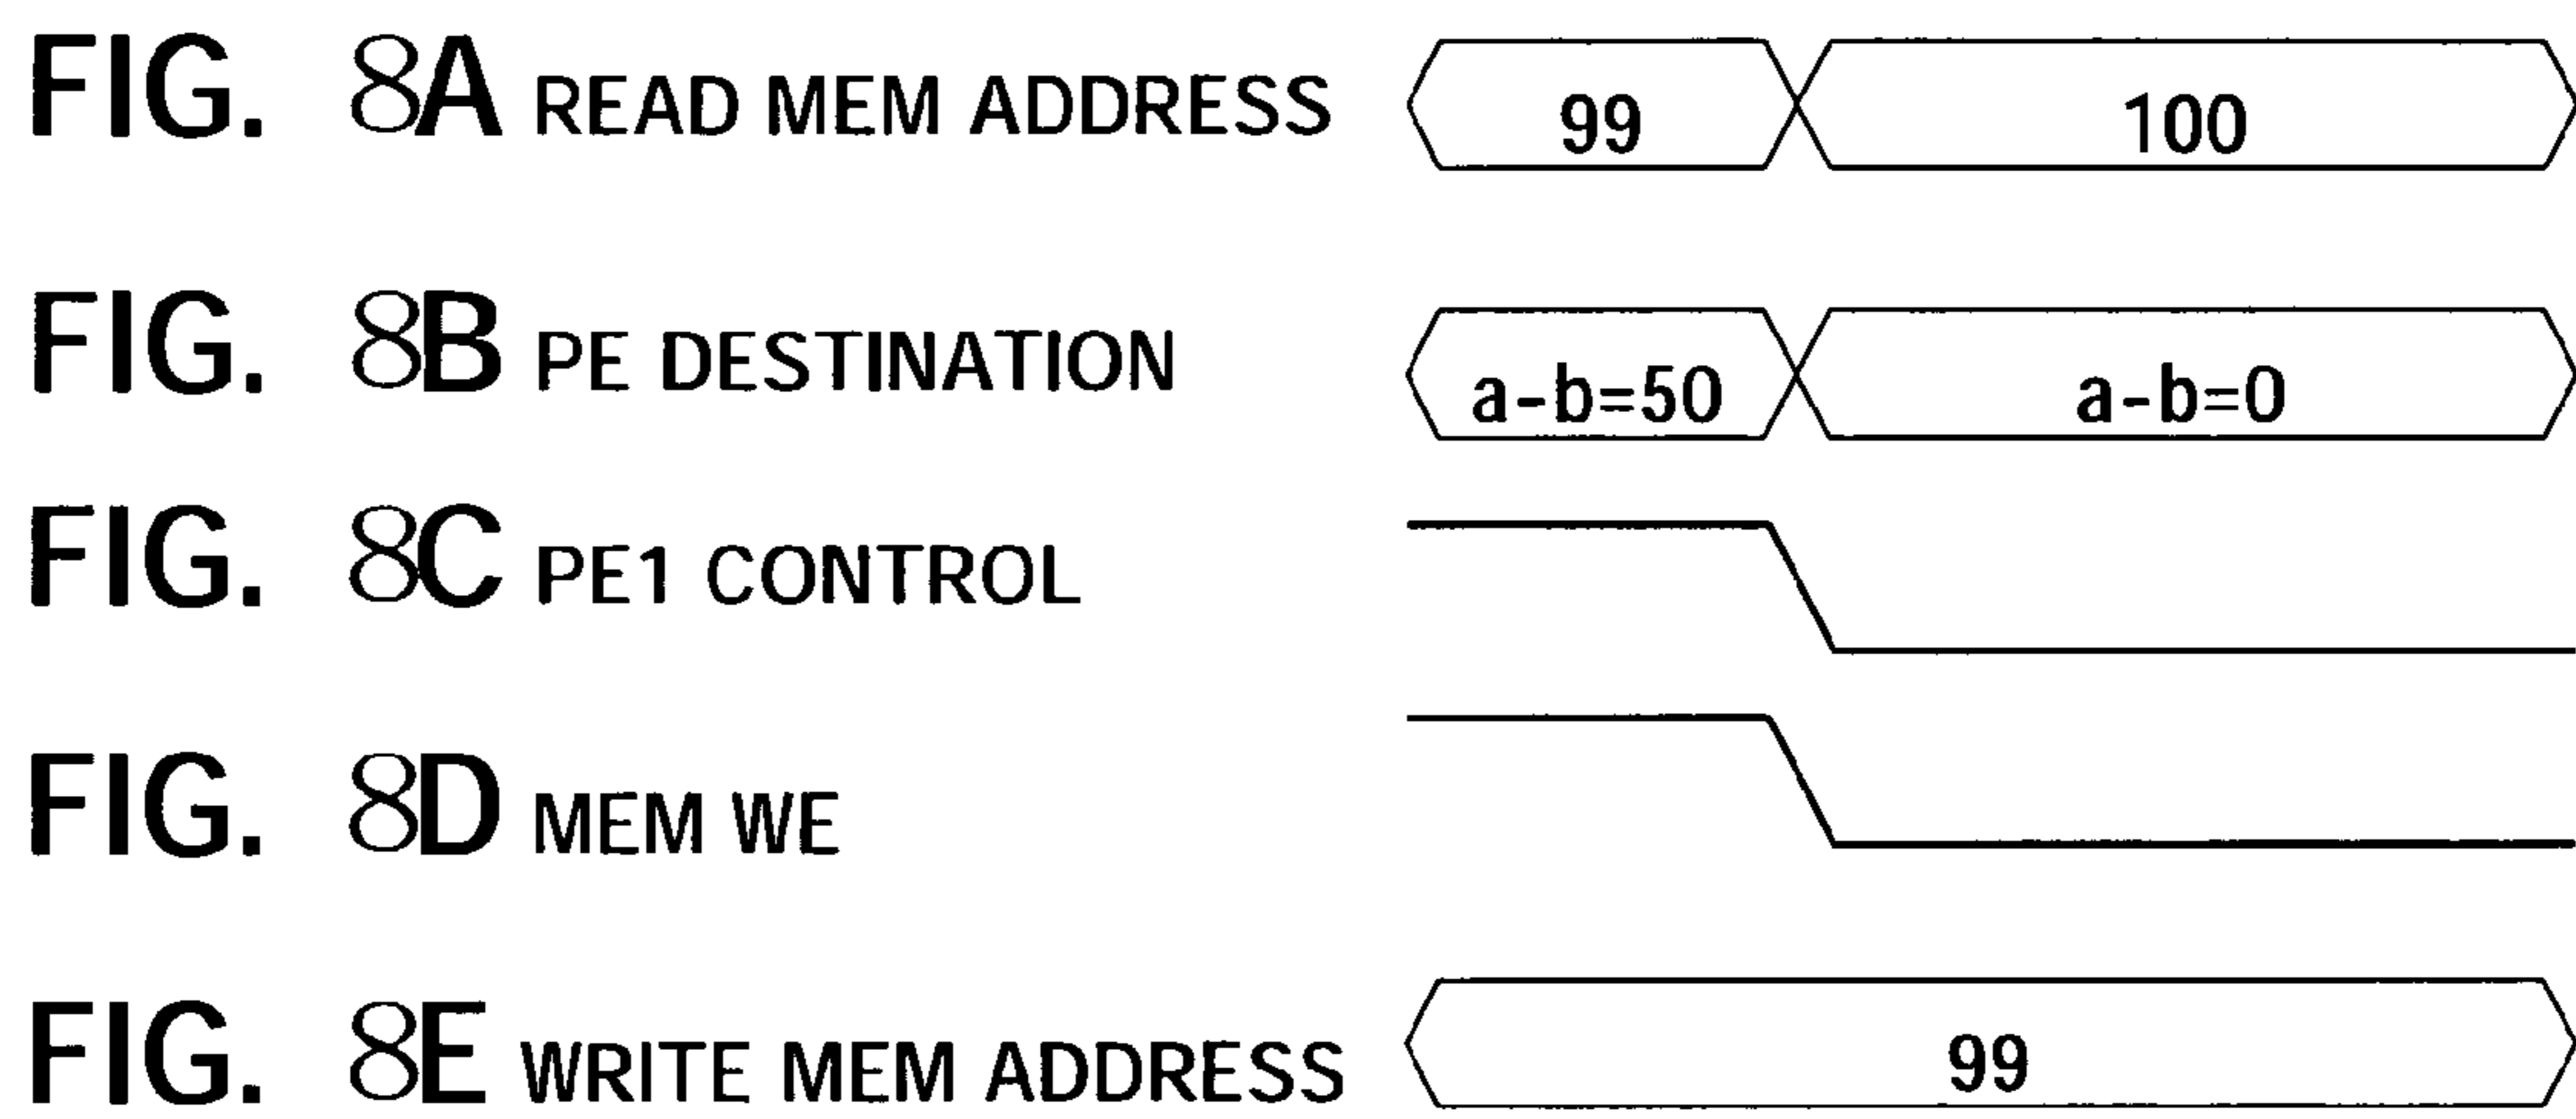 FIG. 8A READ MEM ADDRESS 99 100
FIG. 8B PE DESTINATION a-b=50 a-b=0
FIG. 8C PE1 CONTROL
FIG. 8D MEM WE
FIG. 8E WRITE MEM ADDRESS 99